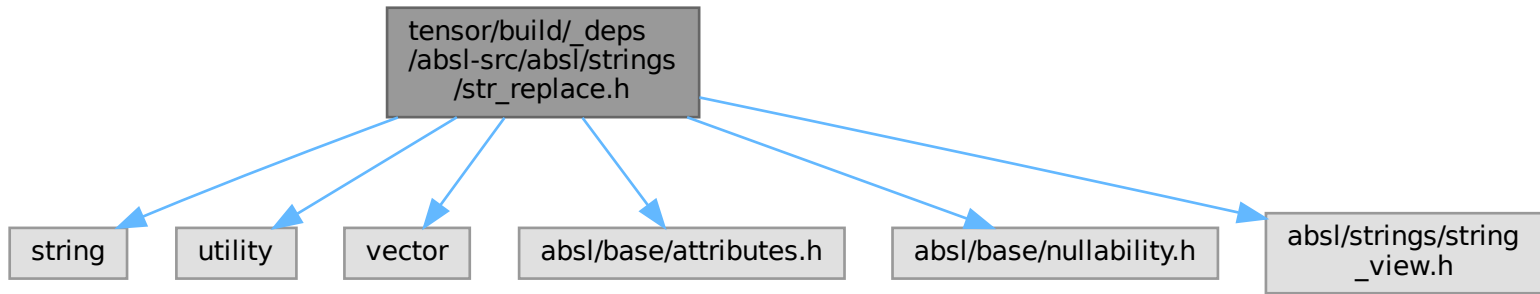 tensor/build/_deps
/absl-src/absl/strings
/str_replace.h
string
utility
vector
absl/base/attributes.h
absl/base/nullability.h
absl/strings/string
_view.h